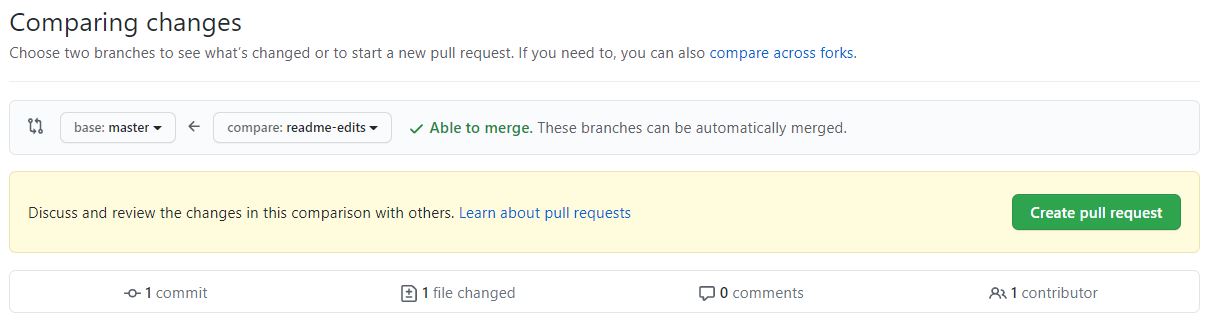 Comparing changes
Choose two branches to see what's changed or to start a new pull request. If you need to, you can also compare across forks.
base: master compare: readme-edits Able to merge. These branches can be automatically merged.
Discuss and review the changes in this comparison with others. Learn about pull requests Create pull request
1 commit 1 file changed 0 comments 1 contributor